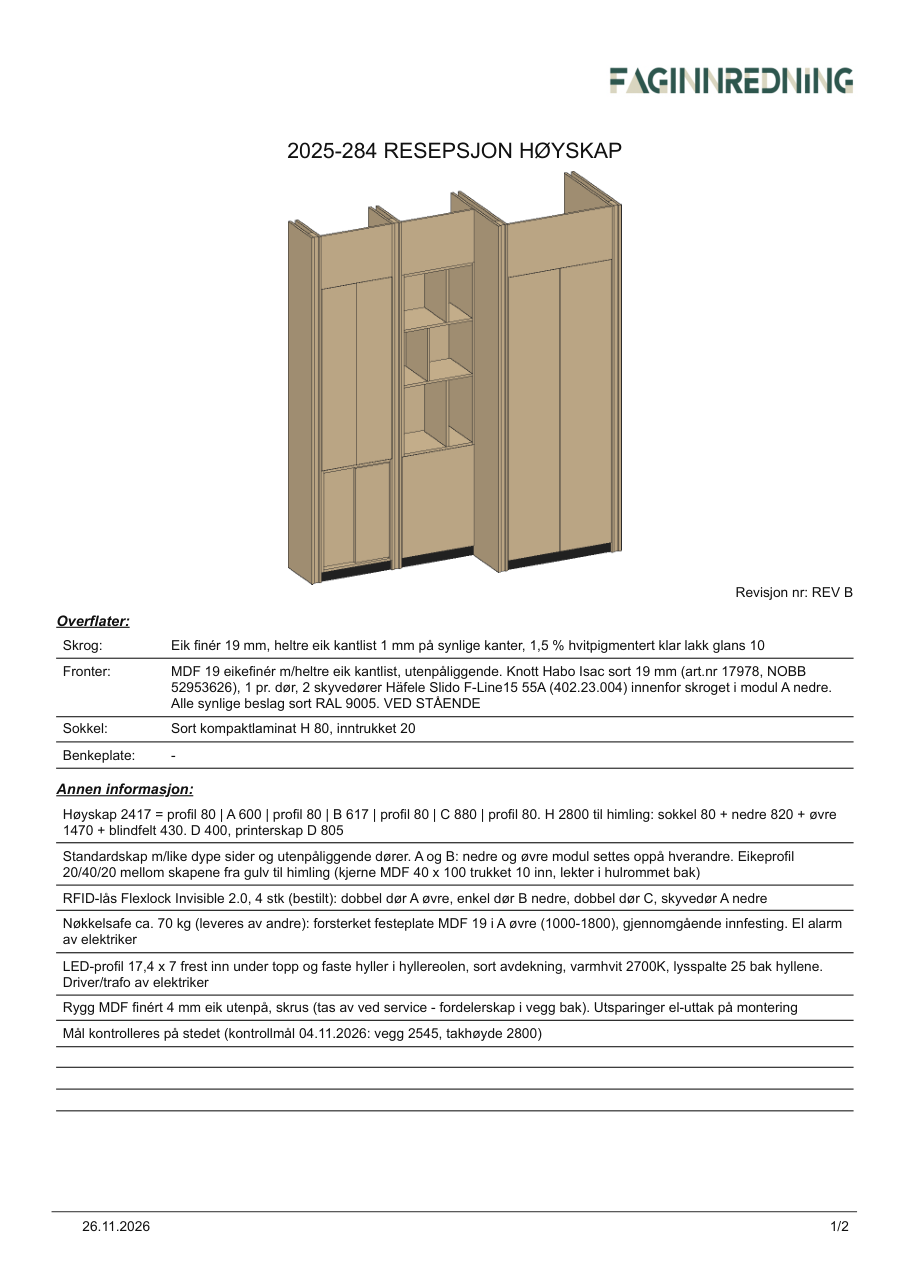 FAGINNREDNING
2025-284 RESEPSJON HØYSKAP
Revisjon nr: REV B
Overflater:
Skrog: Eik finér 19 mm, heltre eik kantlist 1 mm på synlige kanter, 1,5 % hvitpigmentert klar lakk glans 10
Fronter: MDF 19 eikefinér m/heltre eik kantlist, utenpåliggende. Knott Habo Isac sort 19 mm (art.nr 17978, NOBB
52953626), 1 pr. dør, 2 skyvedører Häfele Slido F-Line15 55A (402.23.004) innenfor skroget i modul A nedre.
Alle synlige beslag sort RAL 9005. VED STÅENDE
Sokkel: Sort kompaktlaminat H 80, inntrukket 20
Benkeplate: -
Annen informasjon:
Høyskap 2417 = profil 80 | A 600 | profil 80 | B 617 | profil 80 | C 880 | profil 80. H 2800 til himling: sokkel 80 + nedre 820 + øvre
1470 + blindfelt 430. D 400, printerskap D 805
Standardskap m/like dype sider og utenpåliggende dører. A og B: nedre og øvre modul settes oppå hverandre. Eikeprofil
20/40/20 mellom skapene fra gulv til himling (kjerne MDF 40 x 100 trukket 10 inn, lekter i hulrommet bak)
RFID-lås Flexlock Invisible 2.0, 4 stk (bestilt): dobbel dør A øvre, enkel dør B nedre, dobbel dør C, skyvedør A nedre
Nøkkelsafe ca. 70 kg (leveres av andre): forsterket festeplate MDF 19 i A øvre (1000-1800), gjennomgående innfesting. El alarm
av elektriker
LED-profil 17,4 x 7 frest inn under topp og faste hyller i hyllereolen, sort avdekning, varmhvit 2700K, lysspalte 25 bak hyllene.
Driver/trafo av elektriker
Rygg MDF finért 4 mm eik utenpå, skrus (tas av ved service - fordelerskap i vegg bak). Utsparinger el-uttak på montering
Mål kontrolleres på stedet (kontrollmål 04.11.2026: vegg 2545, takhøyde 2800)
26.11.2026
1/2